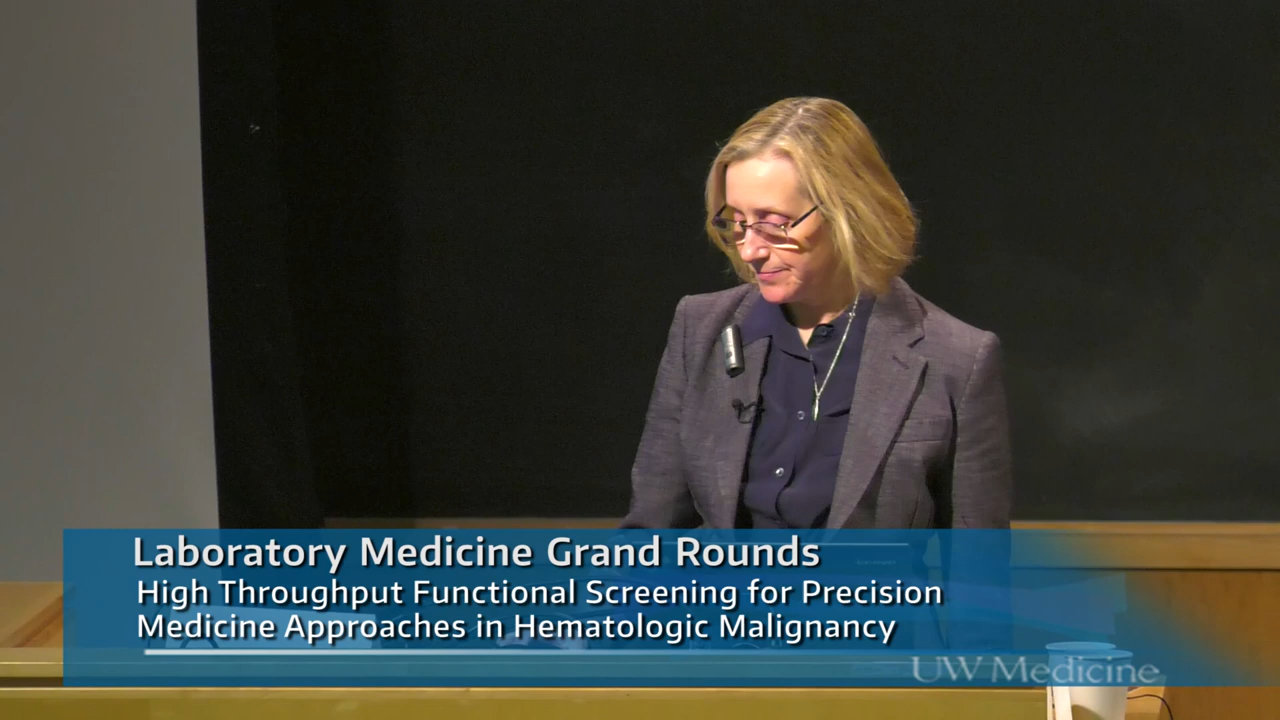 Laboratory Medicine Grand Rounds
High Throughput Functional Screening for Precision
Medicine Approaches in Hematologic Malignancy
UW Medicine